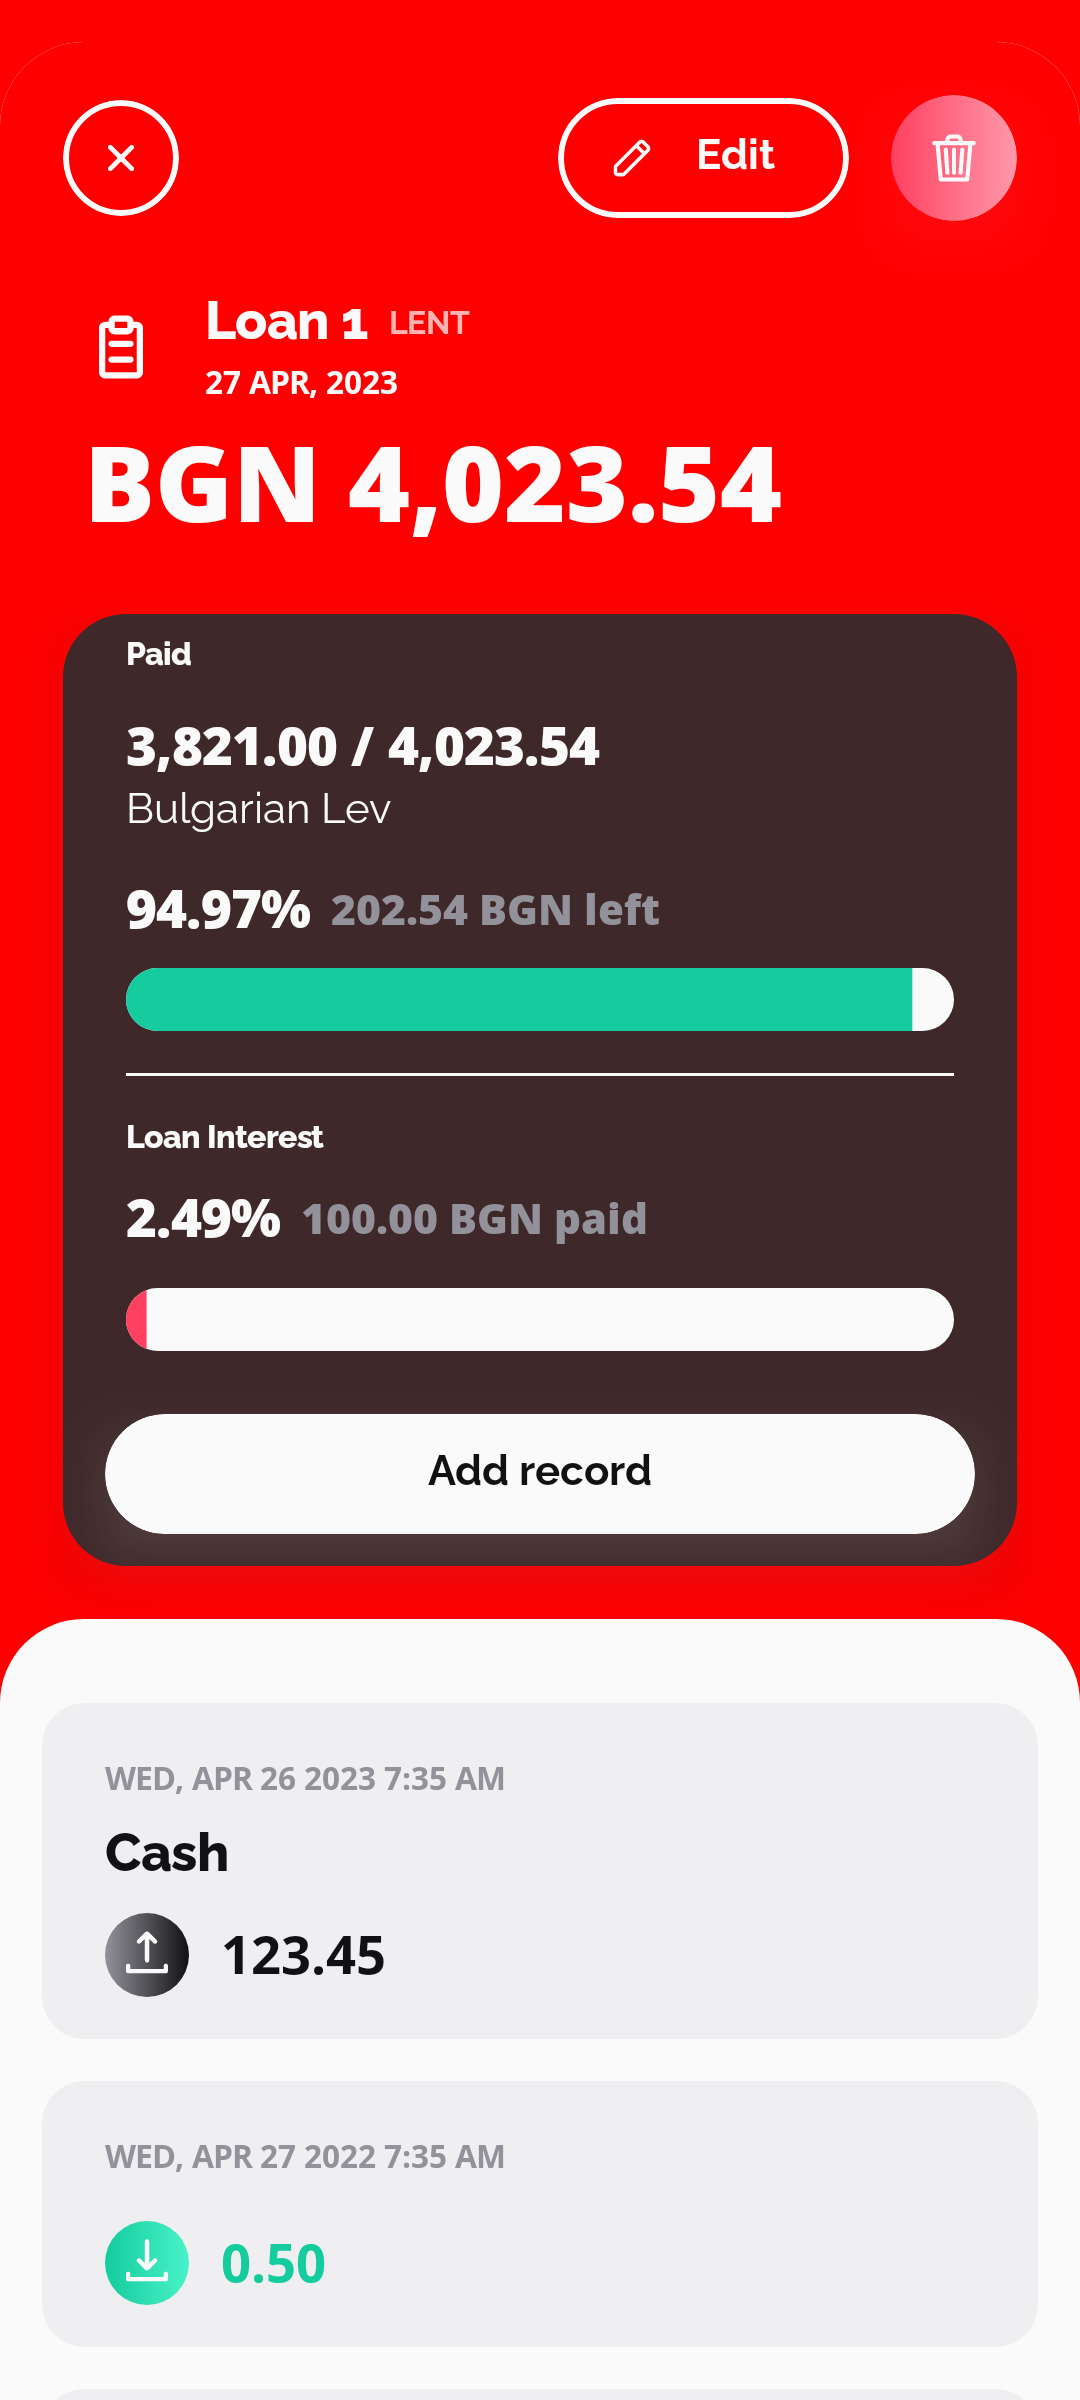 Edit
Loan 1 LENT
27 APR, 2023
BGN 4,023.54
Paid
3,821.00 / 4,023.54
Bulgarian Lev
94.97% 202.54 BGN left
Loan Interest
2.49% 100.00 BGN paid
Add record
WED, APR 26 2023 7:35 AM
Cash
123.45
WED, APR 27 2022 7:35 AM
0.50